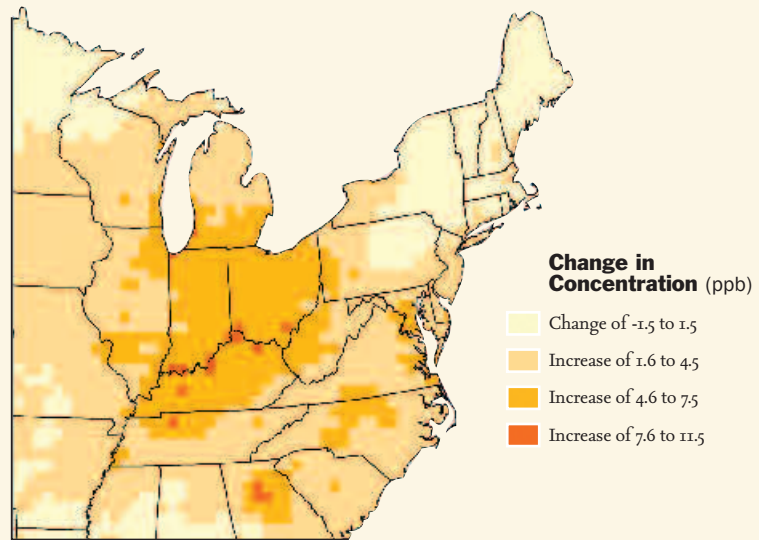 Change in
Concentration (ppb)
Change of -1.5 to 1.5
Increase of 1.6 to 4.5
Increase of 4.6 to 7.5
Increase of 7.6 to 11.5